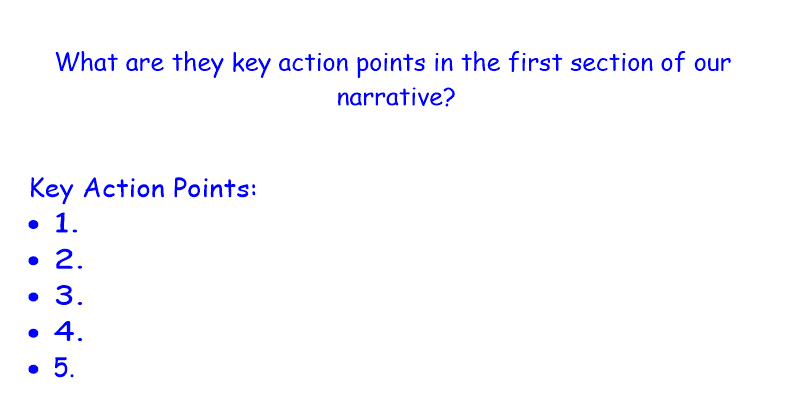 What are they key action points in the first section of our
narrative?
Key Action Points:
• 1.
• 2.
• 3.
• 4.
• 5.